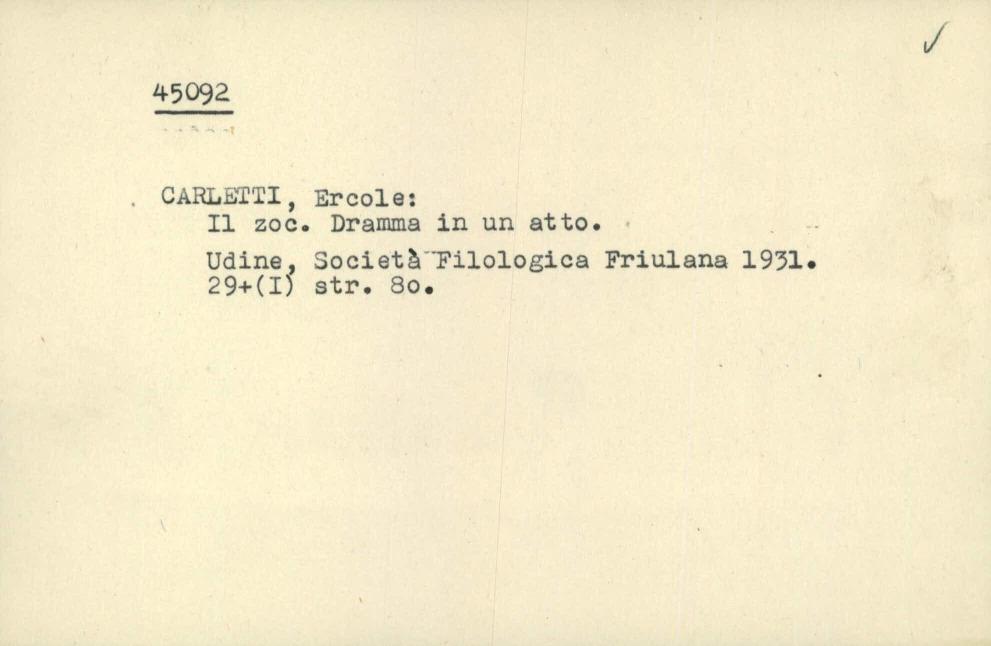 45092
CARLETTI, Ercole:
Il zoc. Dramma in un atto.
Udine, Società Filologica Friulana 1931.
29+(I) str. 8o.